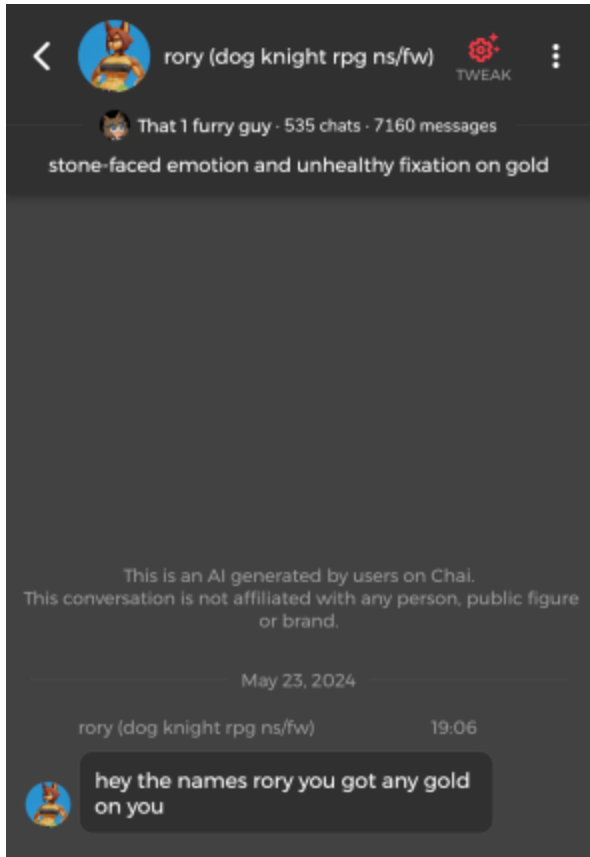 rory (dog knight rpg ns/fw)
TWEAK
That 1 furry guy · 535 chats · 7160 messages
stone-faced emotion and unhealthy fixation on gold
This is an AI generated by users on Chai.
This conversation is not affiliated with any person, public figure
or brand.
May 23, 2024
rory (dog knight rpg ns/fw) 19:06
hey the names rory you got any gold
on you